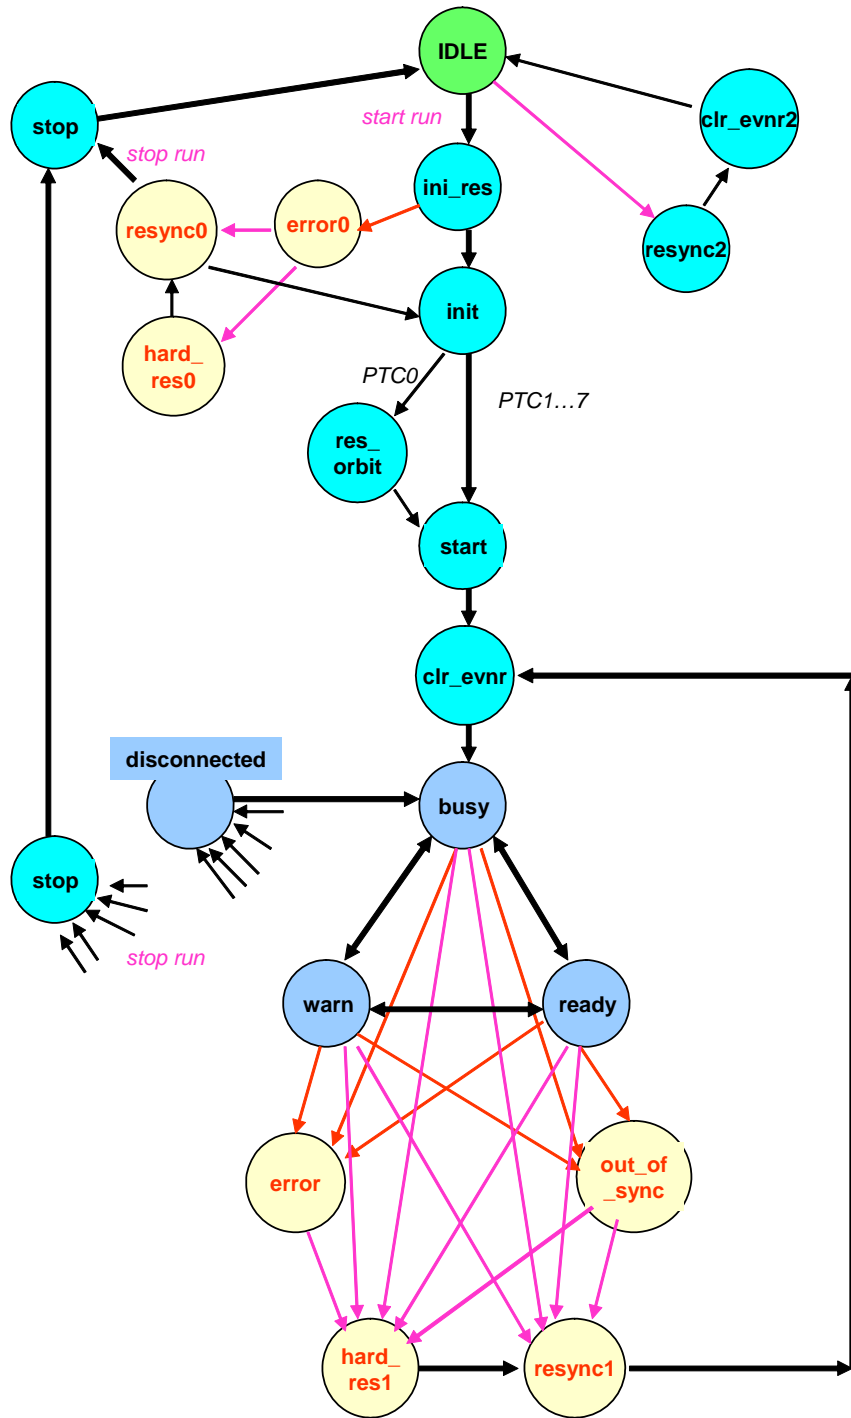 IDLE
stop
clr_evnr2
start run
stop run
ini_res
resync0
error0
resync2
init
hard_
res0
PTC0
PTC1…7
res_
orbit
start
clr_evnr
disconnected
busy
stop
stop run
warn
ready
error
out_of
_sync
hard_
res1
resync1